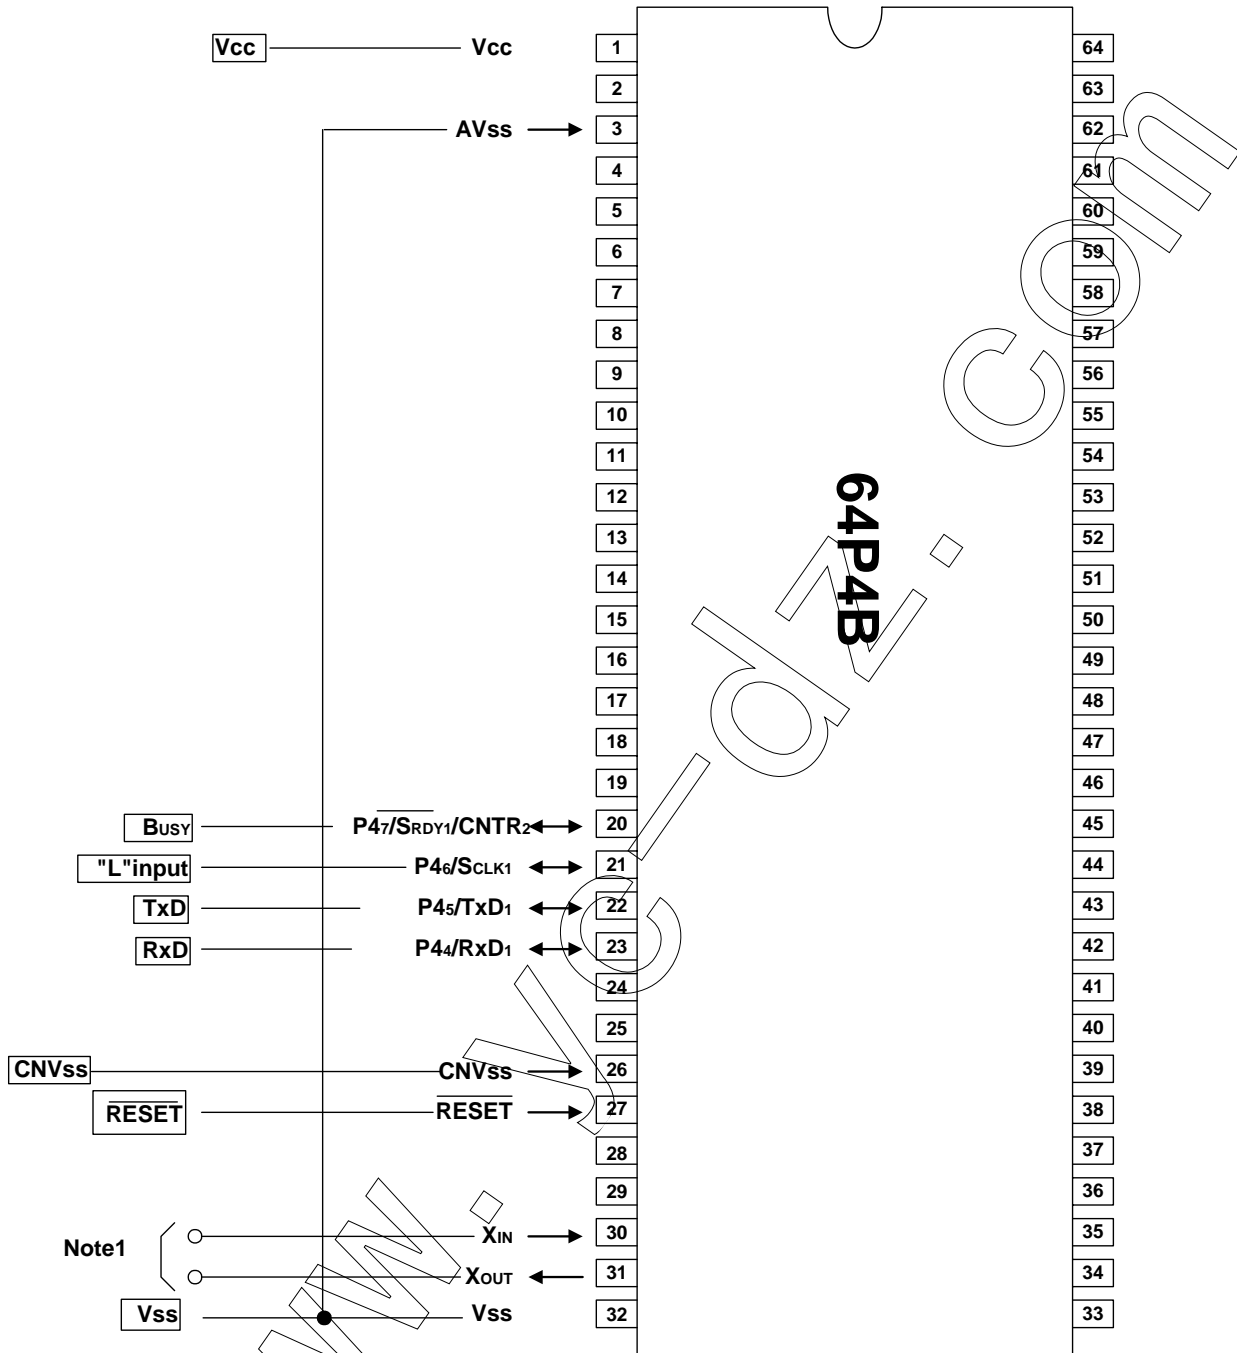 Vcc Vcc 1 64
2 63
AVss 3 62
4 61
5 60
6 59
7 58
8 57
9 56
10 55
11 54
12 53
13 52
14 51
15 50
16 49
17 48
18 47
19 46
BUSY P47/SRDY1/CNTR2 20 45
"L"input P46/SCLK1 21 44
TxD P45/TxD1 22 43
RxD P44/RxD1 23 42
24 41
25 40
CNVss CNVss 26 39
RESET RESET 27 38
28 37
29 36
Note1 XIN 30 35
XOUT 31 34
Vss Vss 32 33
64P4B
w.yc-dz.com